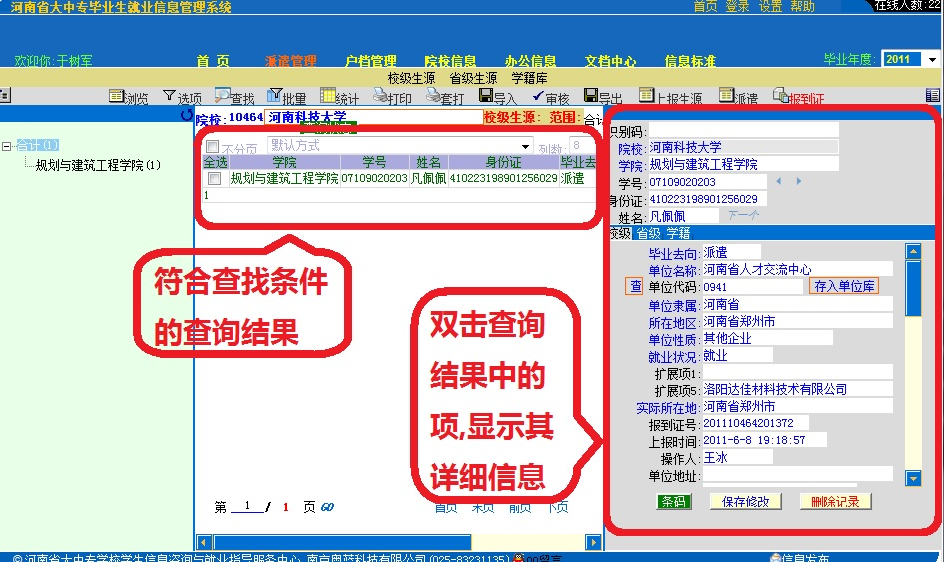 河南省大中专毕业生就业信息管理系统
首页 登录 设置 帮助
在线人数:22
欢迎你:于树军
首 页 派遣管理 户档管理 院校信息 办公信息 文档中心 信息标准
毕业年度: 2011
校级生源 省级生源 学籍库
浏览 选项 查找 批量 统计 打印 套打 导入 审核 导出 上报生源 派遣 报到证
院校: 10464 河南科技大学 校级生源: 范围: 合计
合计(1)
规划与建筑工程学院(1)
不分页 默认方式 列数: 8
全选 学院 学号 姓名 身份证 毕业去
规划与建筑工程学院 07109020203 凡佩佩 410223198901256029 派遣
1
符合查找条件
的查询结果
双击查询
结果中的
项,显示其
详细信息
第 1 / 1 页 GO 首页 末页 前页 下页
识别码:
院校: 河南科技大学
学院: 规划与建筑工程学院
学号: 07109020203
身份证: 410223198901256029
姓名: 凡佩佩 下一个
校级 省级 学籍
毕业去向: 派遣
单位名称: 河南省人才交流中心
查 单位代码: 0941 存入单位库
单位隶属: 河南省
所在地区: 河南省郑州市
单位性质: 其他企业
就业状况: 就业
扩展项1:
扩展项5: 洛阳达佳材料技术有限公司
实际所在地: 河南省郑州市
报到证号: 201110464201372
上报时间: 2011-6-8 19:18:57
操作人: 王冰
单位地址:
条码 保存修改 删除记录
©河南省大中专学校学生信息咨询与就业指导服务中心 南京奥蓝科技有限公司 (025-83231135) QQ留言
信息发布